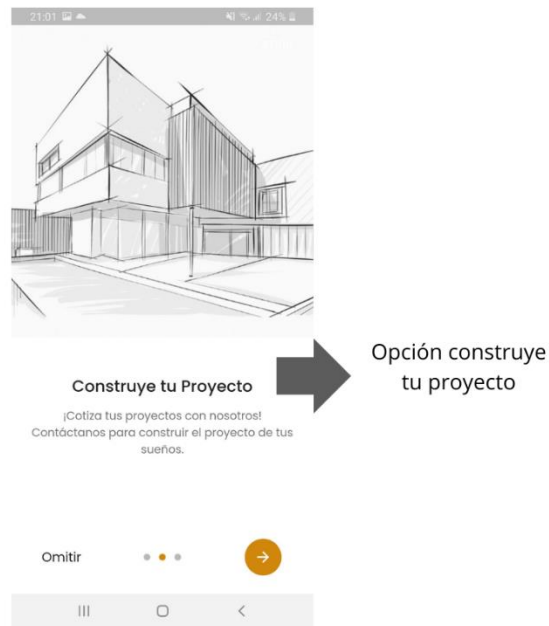 21:01 24%
Construye tu Proyecto
¡Cotiza tus proyectos con nosotros!
Contáctanos para construir el proyecto de tus
sueños.
Opción construye
tu proyecto
Omitir